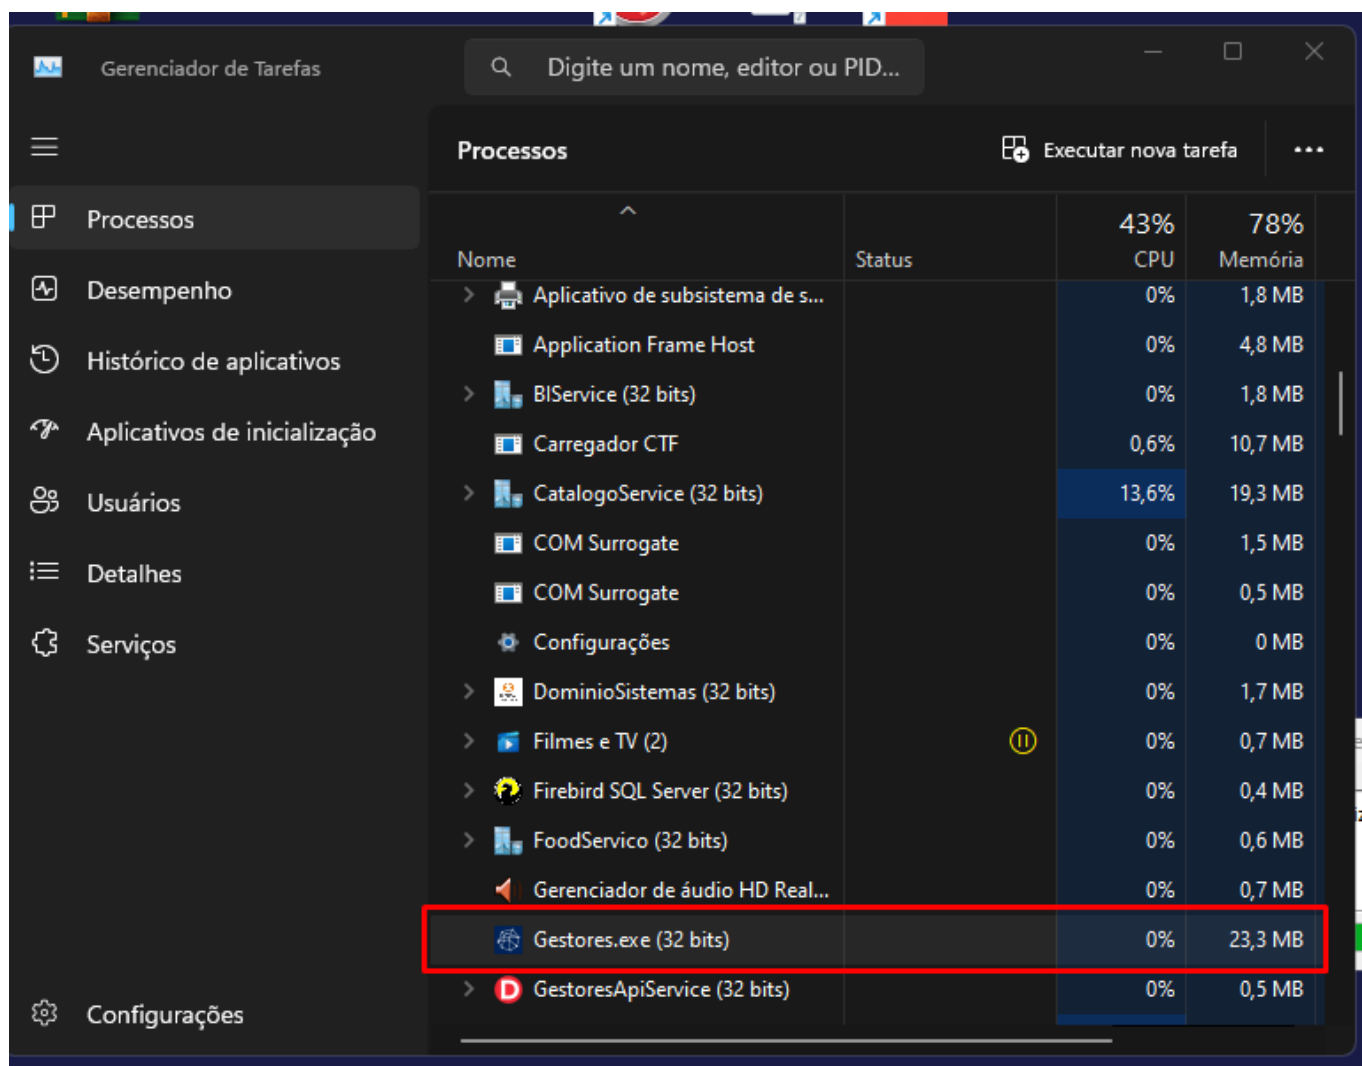 Gerenciador de Tarefas
Digite um nome, editor ou PID...
Processos
Executar nova tarefa
Processos
Desempenho
Histórico de aplicativos
Aplicativos de inicialização
Usuários
Detalhes
Serviços
Configurações
43% 78%
Nome Status CPU Memória
Aplicativo de subsistema de s... 0% 1,8 MB
Application Frame Host 0% 4,8 MB
BIService (32 bits) 0% 1,8 MB
Carregador CTF 0,6% 10,7 MB
CatalogoService (32 bits) 13,6% 19,3 MB
COM Surrogate 0% 1,5 MB
COM Surrogate 0% 0,5 MB
Configurações 0% 0 MB
DominioSistemas (32 bits) 0% 1,7 MB
Filmes e TV (2) 0% 0,7 MB
Firebird SQL Server (32 bits) 0% 0,4 MB
FoodServico (32 bits) 0% 0,6 MB
Gerenciador de áudio HD Real... 0% 0,7 MB
Gestores.exe (32 bits) 0% 23,3 MB
GestoresApiService (32 bits) 0% 0,5 MB